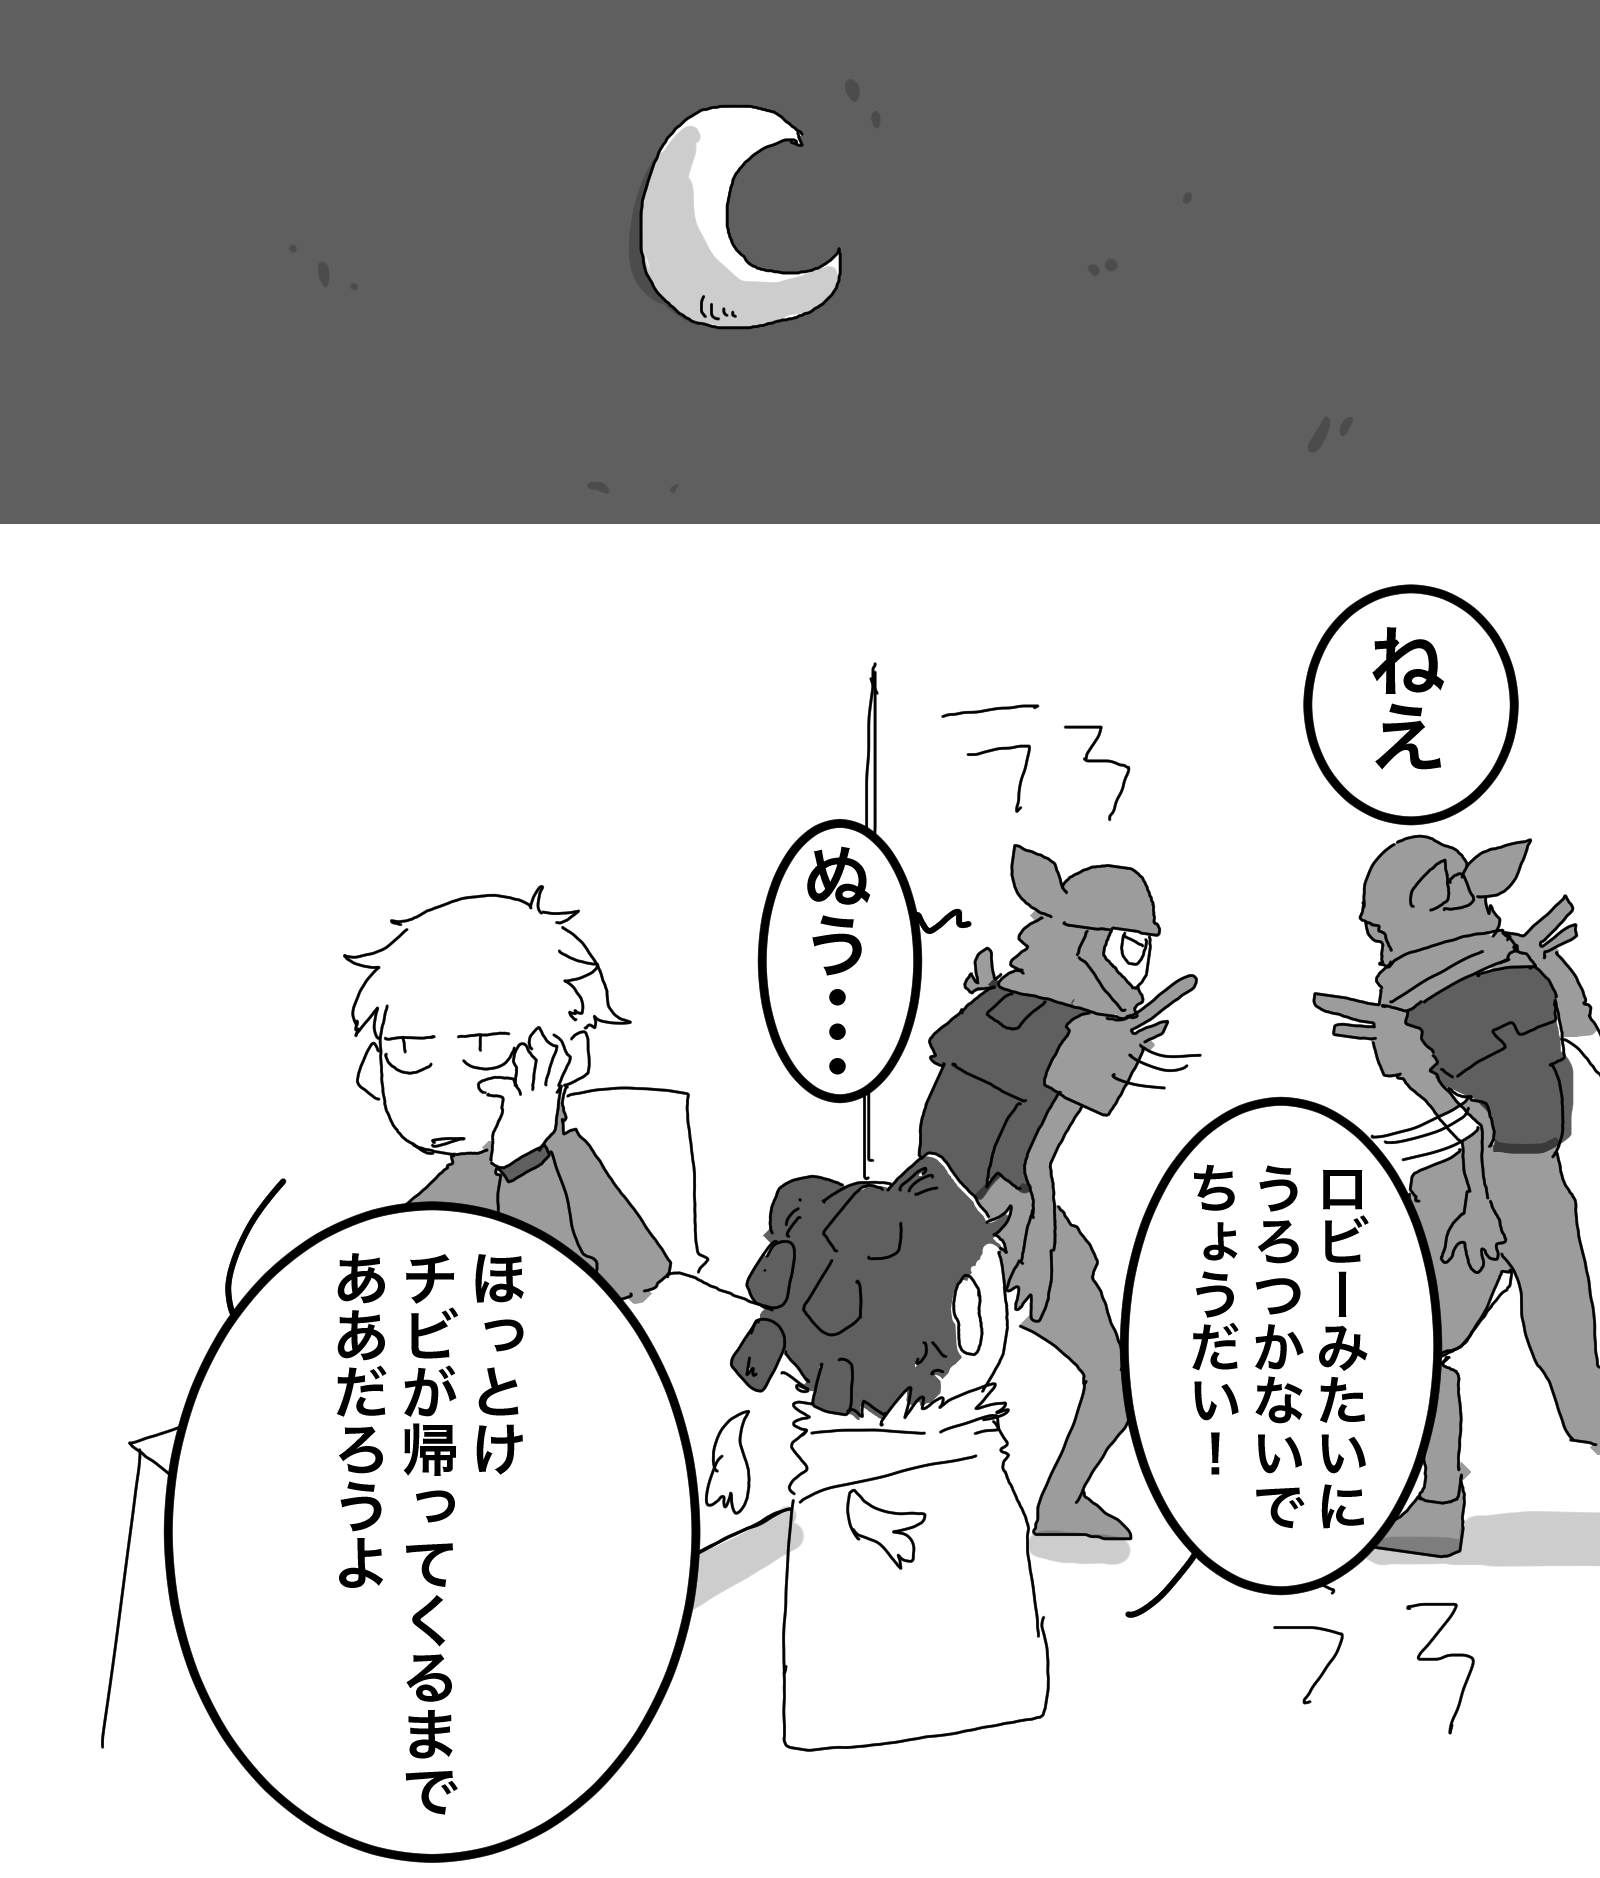 ねえ
ロビーみたいに
うろつかないで
ちょうだい！
ぬう・・・
ほっとけ
チビが帰ってくるまで
ああだろうよ